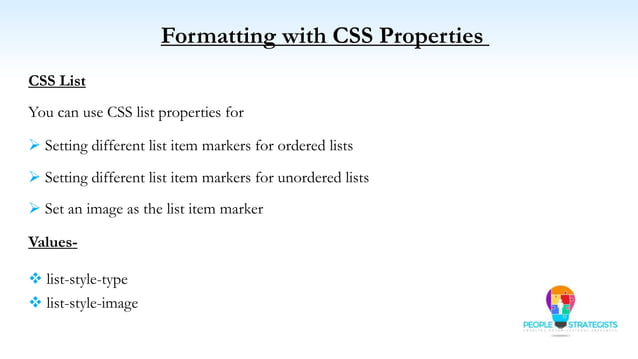 Formatting with CSS Properties
CSS List
You can use CSS list properties for
Setting different list item markers for ordered lists
Setting different list item markers for unordered lists
Set an image as the list item marker
Values-
list-style-type
list-style-image
PEOPLE STRATEGISTS